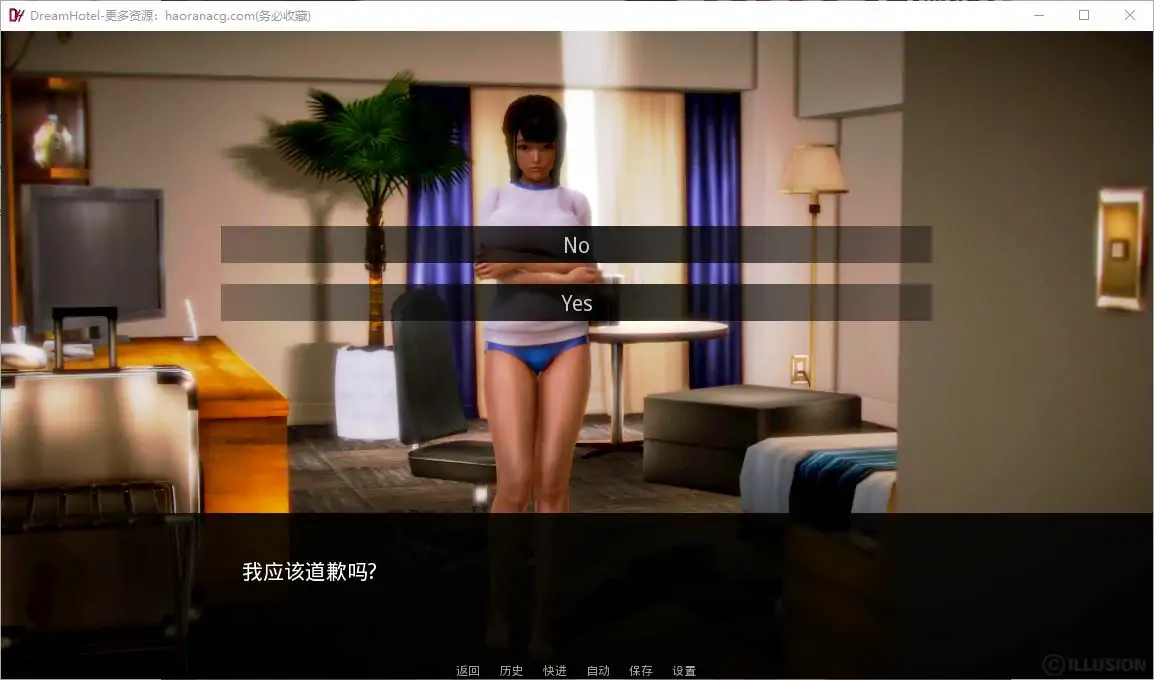 DreamHotel-更多资源：haoranacg.com(务必收藏)
No
Yes
我应该道歉吗?
返回 历史 快进 自动 保存 设置
©ILLUSION